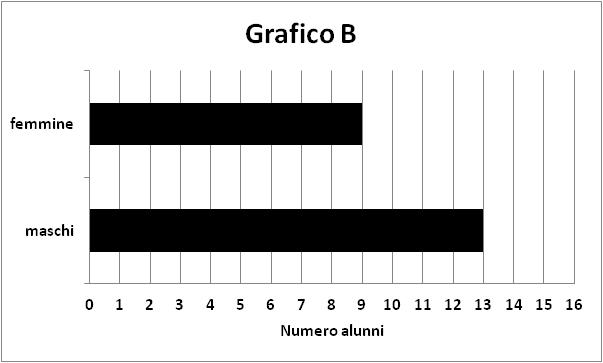 Grafico B
femmine
maschi
0 1 2 3 4 5 6 7 8 9 10 11 12 13 14 15 16
Numero alunni